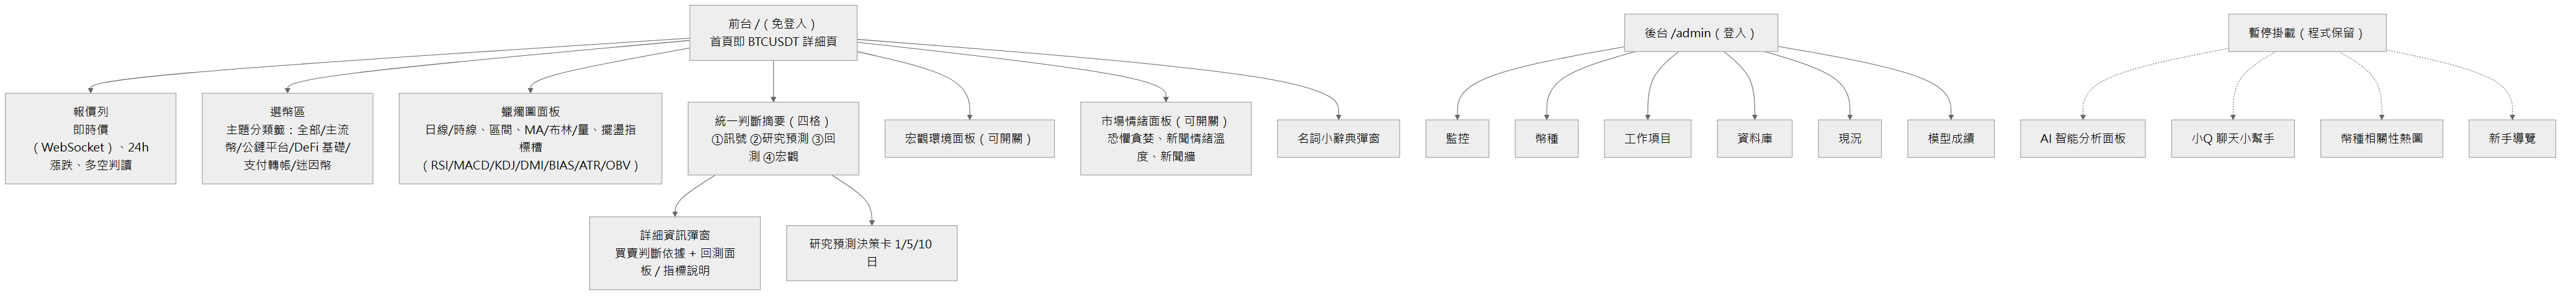 前台 /（免登入）
首頁即 BTCUSDT 詳細頁
報價列
即時價
（WebSocket）、24h
漲跌、多空判讀
選幣區
主題分類籤：全部/主流
幣/公鏈平台/DeFi 基礎/
支付轉帳/迷因幣
蠟燭圖面板
日線/時線、區間、MA/布林/量、擺盪指
標槽
（RSI/MACD/KDJ/DMI/BIAS/ATR/OBV）
統一判斷摘要（四格）
①訊號 ②研究預測 ③回
測 ④宏觀
宏觀環境面板（可開關）
市場情緒面板（可開關）
恐懼貪婪、新聞情緒溫
度、新聞牆
名詞小辭典彈窗
詳細資訊彈窗
買賣判斷依據 + 回測面
板 / 指標說明
研究預測決策卡 1/5/10
日
後台 /admin（登入）
監控
幣種
工作項目
資料庫
現況
模型成績
暫停掛載（程式保留）
AI 智能分析面板
小Q 聊天小幫手
幣種相關性熱圖
新手導覽